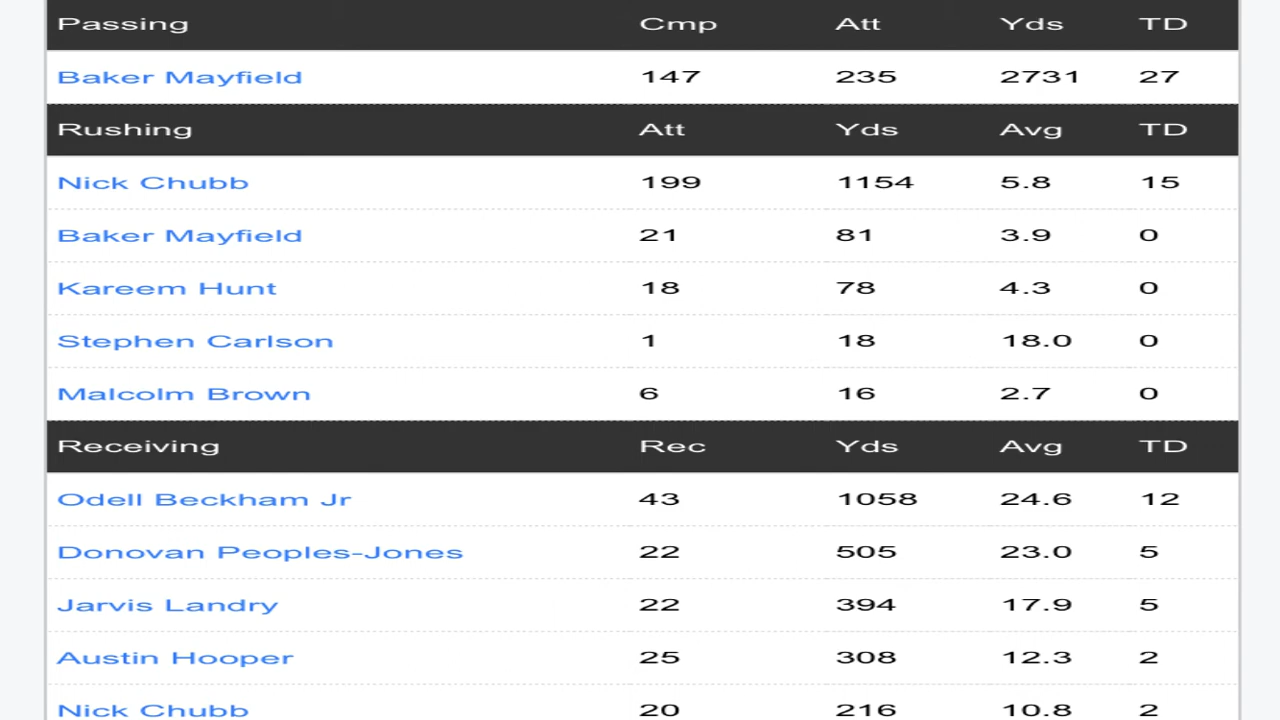 Passing Cmp Att Yds TD
Baker Mayfield 147 235 2731 27
Rushing Att Yds Avg TD
Nick Chubb 199 1154 5.8 15
Baker Mayfield 21 81 3.9 0
Kareem Hunt 18 78 4.3 0
Stephen Carlson 1 18 18.0 0
Malcolm Brown 6 16 2.7 0
Receiving Rec Yds Avg TD
Odell Beckham Jr 43 1058 24.6 12
Donovan Peoples-Jones 22 505 23.0 5
Jarvis Landry 22 394 17.9 5
Austin Hooper 25 308 12.3 2
Nick Chubb 20 216 10.8 2